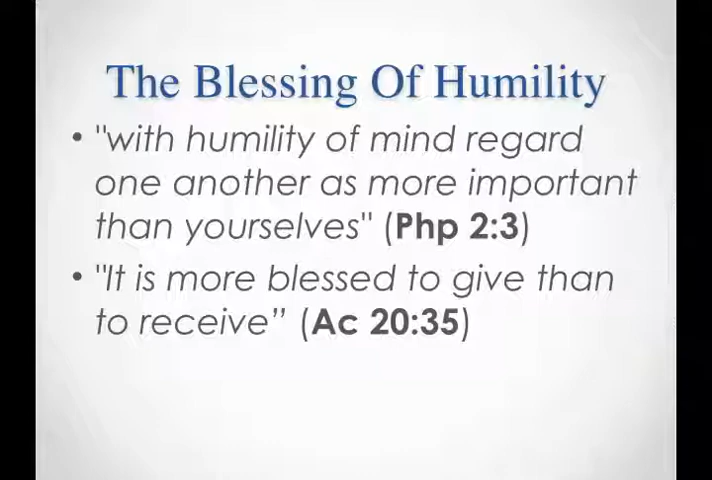 The Blessing Of Humility
• "with humility of mind regard
one another as more important
than yourselves" (Php 2:3)
• "It is more blessed to give than
to receive” (Ac 20:35)